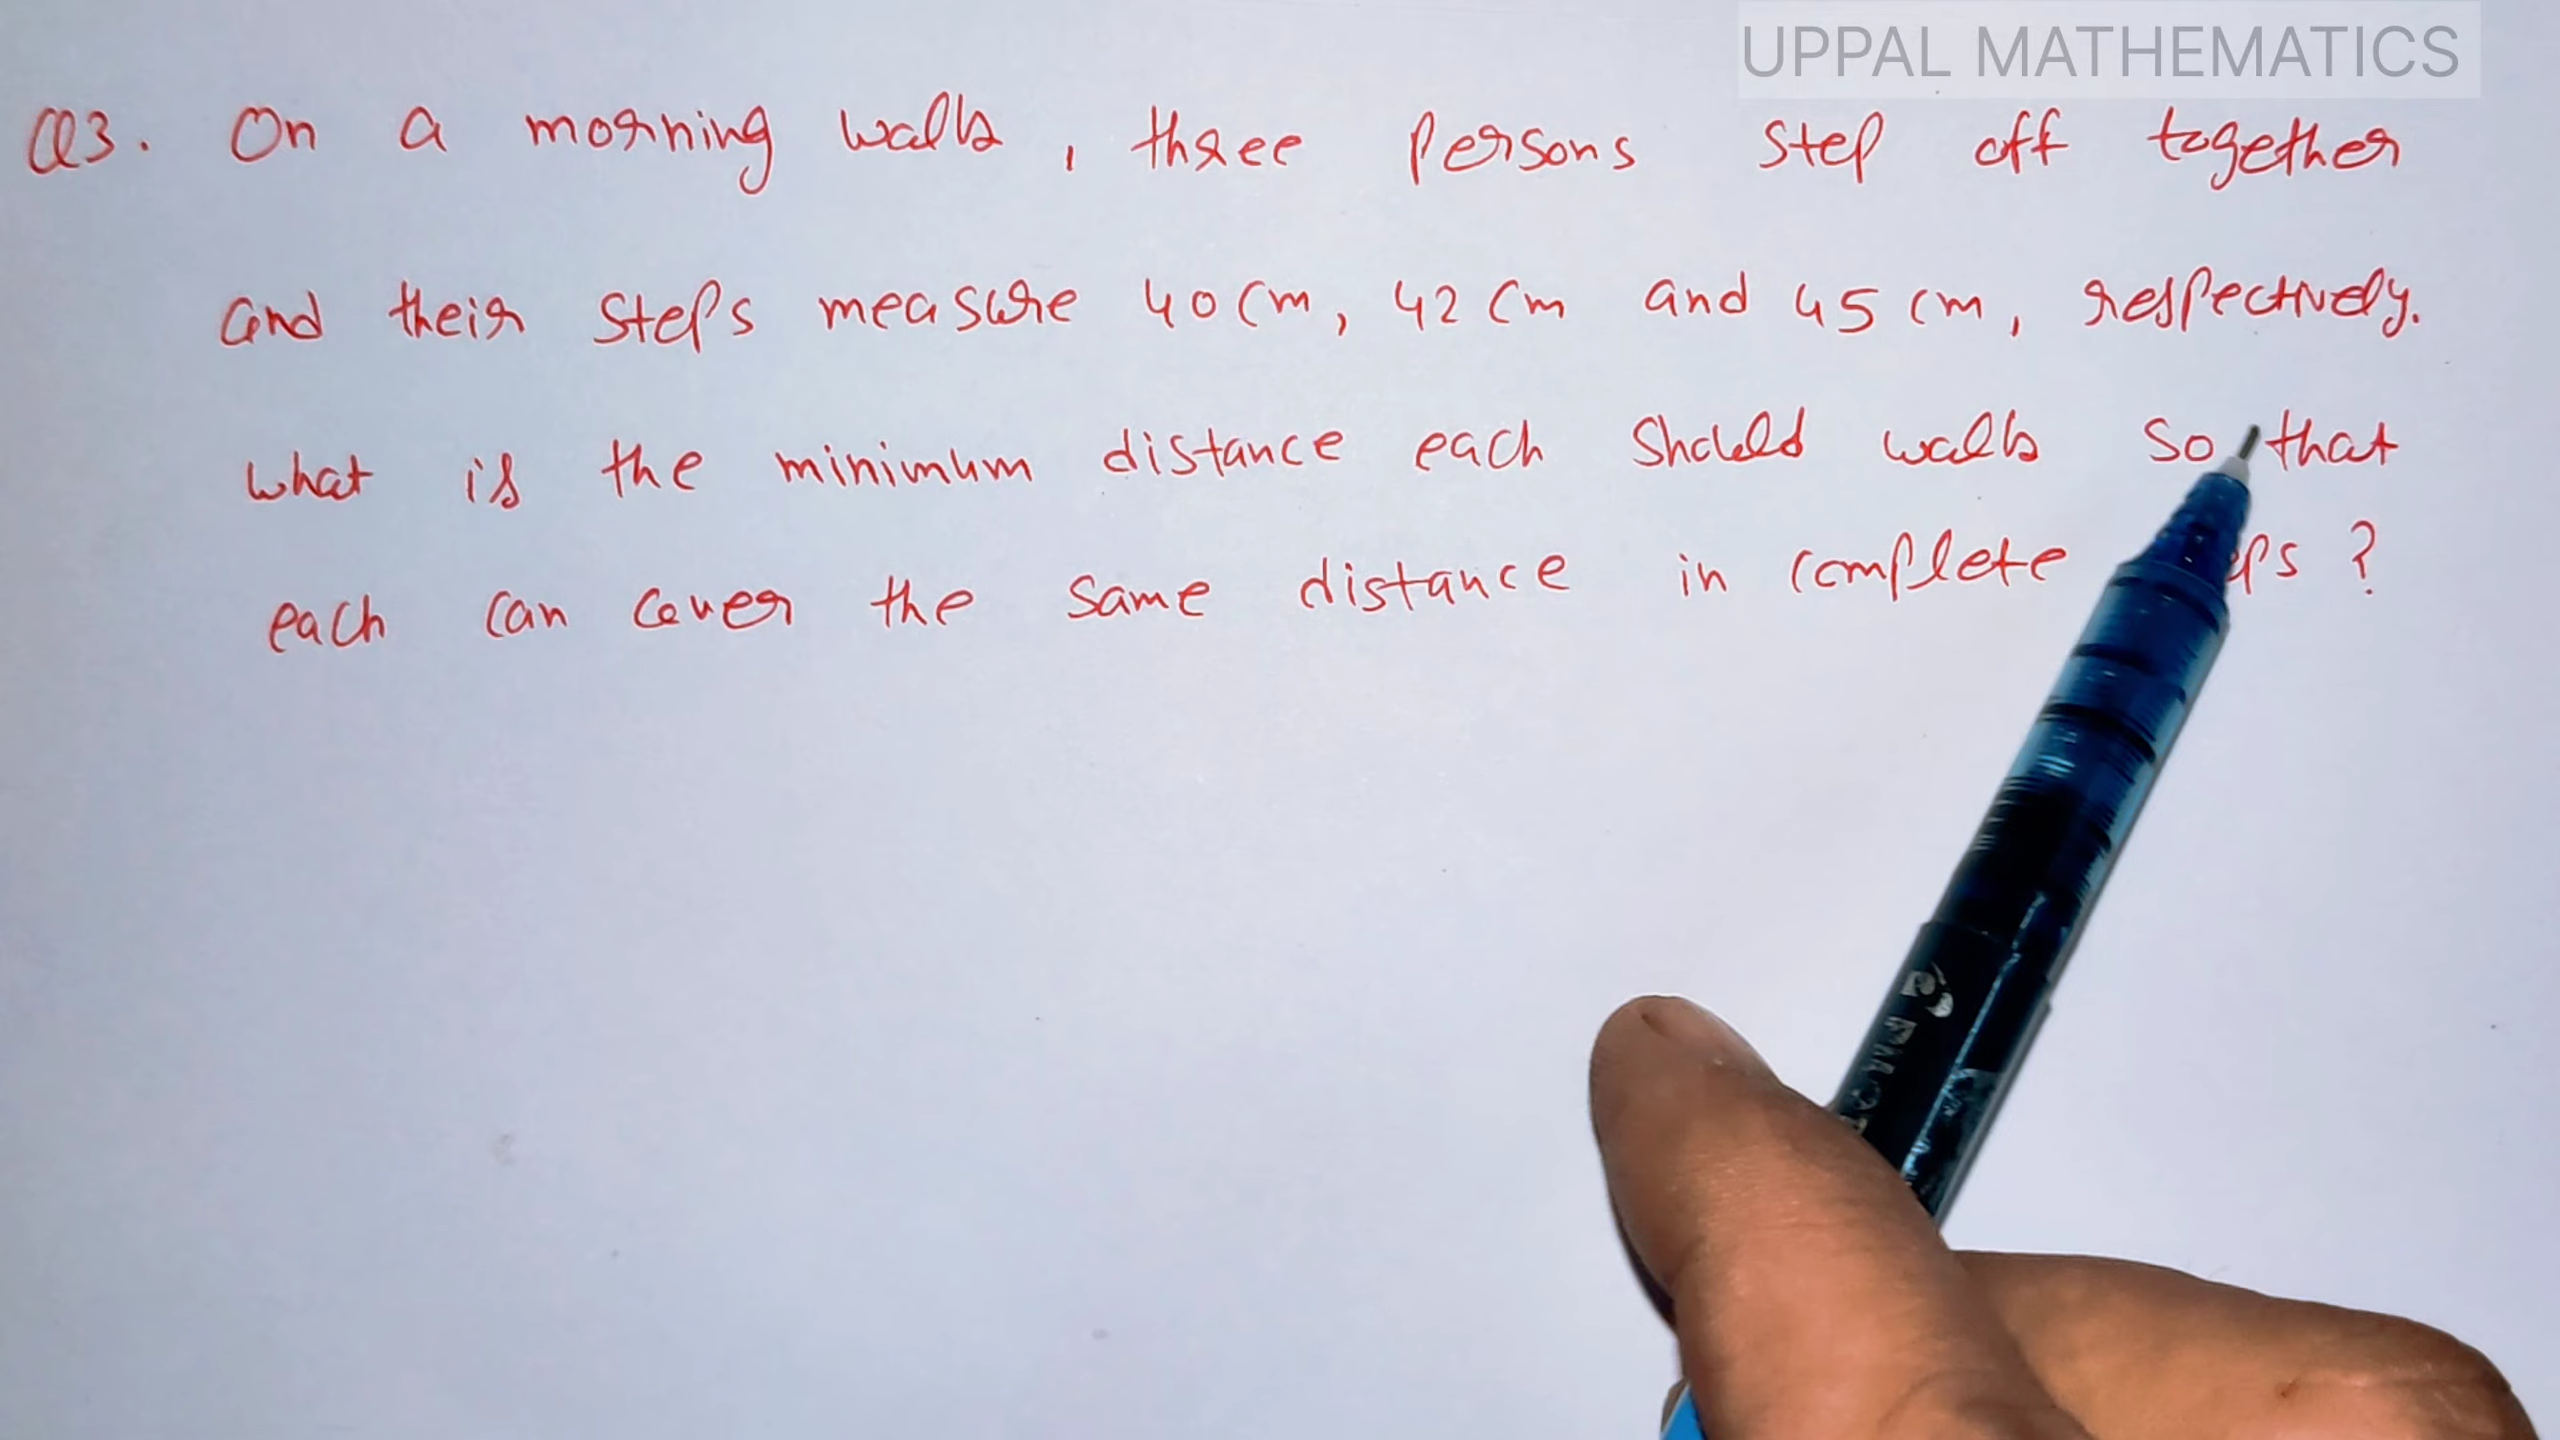 UPPAL MATHEMATICS
Q3. On a morning walk, three persons step off together
and their steps measure 40 cm, 42 cm and 45 cm, respectively.
what is the minimum distance each should walk so that
each can cover the same distance in complete ?